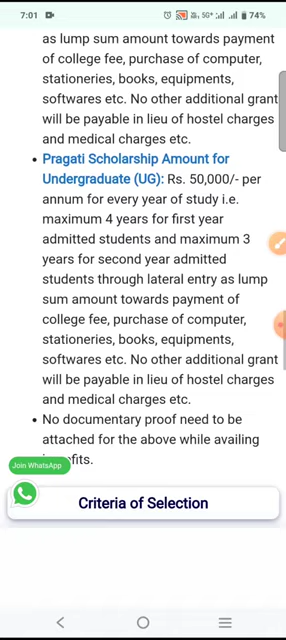 7:01
5G+
74%
as lump sum amount towards payment
of college fee, purchase of computer,
stationeries, books, equipments,
softwares etc. No other additional grant
will be payable in lieu of hostel charges
and medical charges etc.
• Pragati Scholarship Amount for
Undergraduate (UG): Rs. 50,000/- per
annum for every year of study i.e.
maximum 4 years for first year
admitted students and maximum 3
years for second year admitted
students through lateral entry as lump
sum amount towards payment of
college fee, purchase of computer,
stationeries, books, equipments,
softwares etc. No other additional grant
will be payable in lieu of hostel charges
and medical charges etc.
• No documentary proof need to be
attached for the above while availing
Join WhatsApp
Criteria of Selection